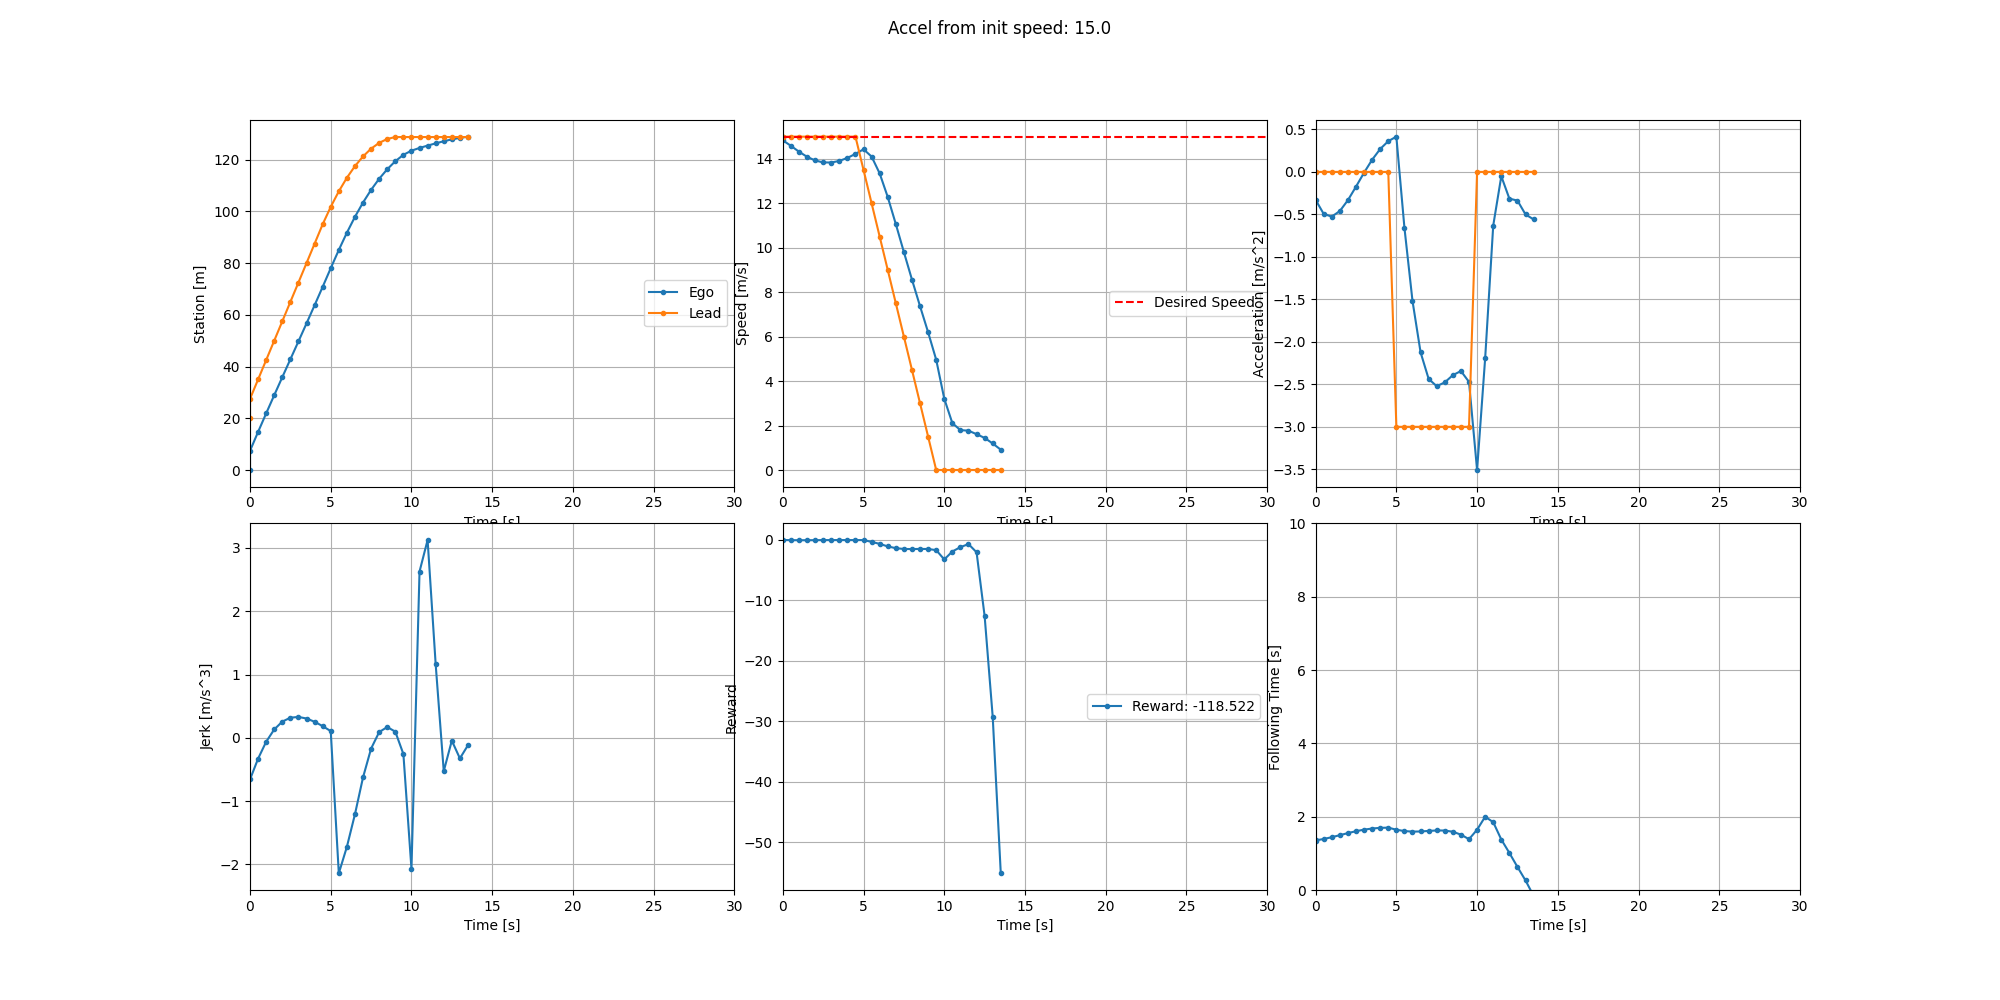 Accel from init speed: 15.0
Station [m]
120
100
80
60
40
20
0
Ego
Lead
0 5 10 15 20 25 30
Time [s]
Speed [m/s]
14
12
10
8
6
4
2
0
Desired Speed
0 5 10 15 20 25 30
Time [s]
Acceleration [m/s^2]
0.5
0.0
−0.5
−1.0
−1.5
−2.0
−2.5
−3.0
−3.5
0 5 10 15 20 25 30
Time [s]
Jerk [m/s^3]
3
2
1
0
−1
−2
0 5 10 15 20 25 30
Time [s]
Reward
0
−10
−20
−30
−40
−50
Reward: -118.522
0 5 10 15 20 25 30
Time [s]
Following Time [s]
10
8
6
4
2
0
0 5 10 15 20 25 30
Time [s]